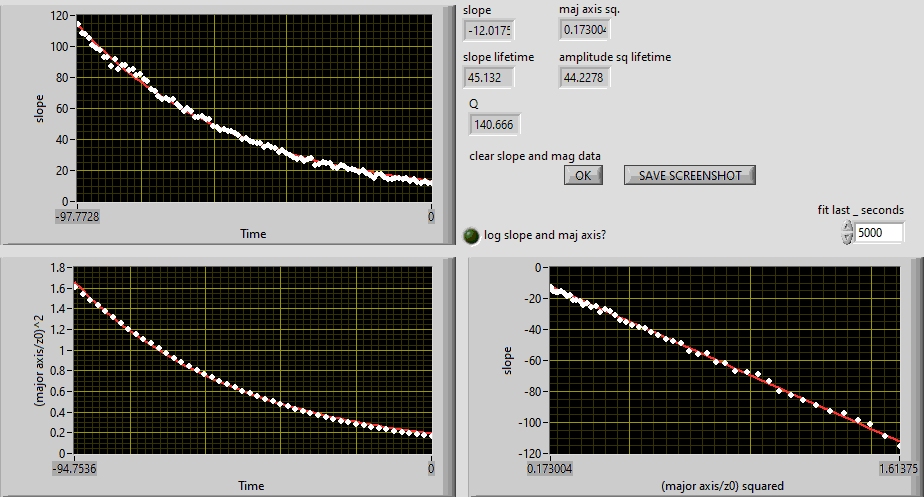 slope
-12.0175
maj axis sq.
0.173004
slope lifetime
45.132
amplitude sq lifetime
44.2278
Q
140.666
clear slope and mag data
OK
SAVE SCREENSHOT
fit last _ seconds
5000
log slope and maj axis?
120
100
80
60
40
20
0
slope
-97.7728
0
Time
1.8
1.6
1.4
1.2
1
0.8
0.6
0.4
0.2
0
(major axis/z0)^2
-94.7536
0
Time
0
-20
-40
-60
-80
-100
-120
slope
0.173004
1.61375
(major axis/z0) squared